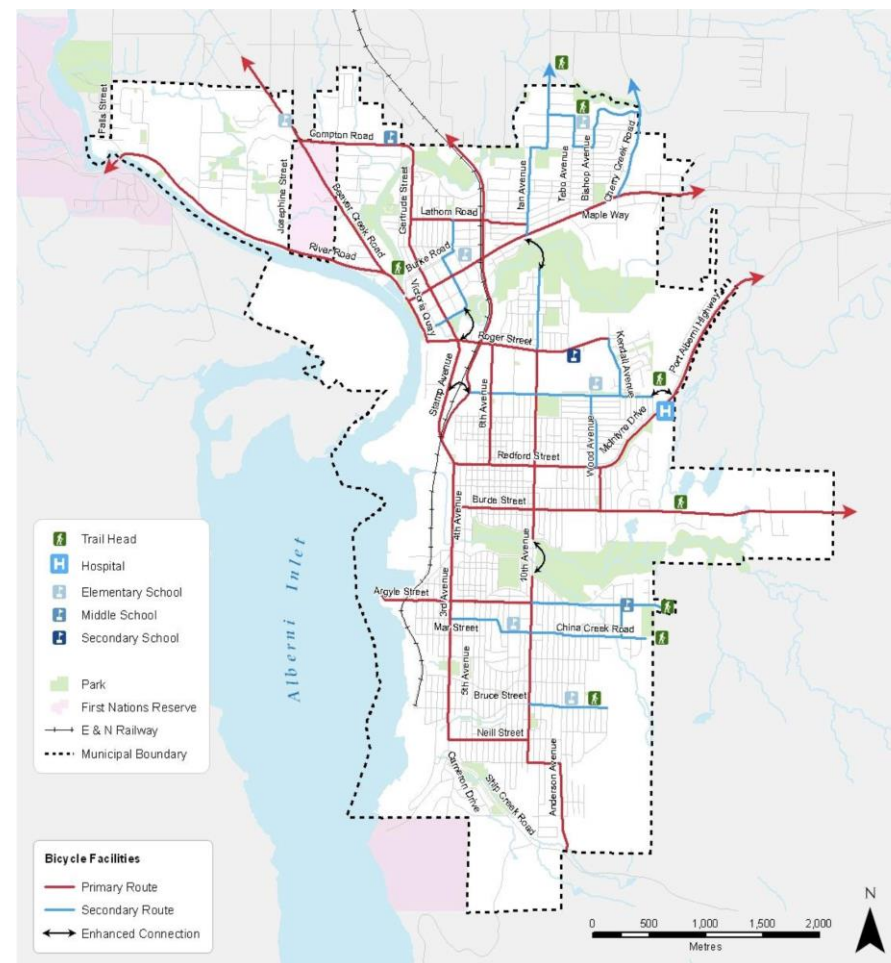 Falls Street
Compton Road
Josephine Street
Beaver Creek Road
Gertrude Street
Lathom Road
Ian Avenue
Tebo Avenue
Bishop Avenue
Cherry Creek Road
Maple Way
River Road
Burke Road
Victoria Quay
Roger Street
Stamp Avenue
8th Avenue
Kendall Avenue
Port Alberni Highway
H
McIntyre Drive
Wood Avenue
Redford Street
Burde Street
4th Avenue
10th Avenue
Argyle Street
3rd Avenue
Mar Street
China Creek Road
5th Avenue
Bruce Street
Neill Street
Cameron Drive
Ship Creek Road
Anderson Avenue
Alberni Inlet
Trail Head
H Hospital
Elementary School
Middle School
Secondary School
Park
First Nations Reserve
E & N Railway
Municipal Boundary
Bicycle Facilities
Primary Route
Secondary Route
Enhanced Connection
N
0 500 1,000 1,500 2,000
Metres